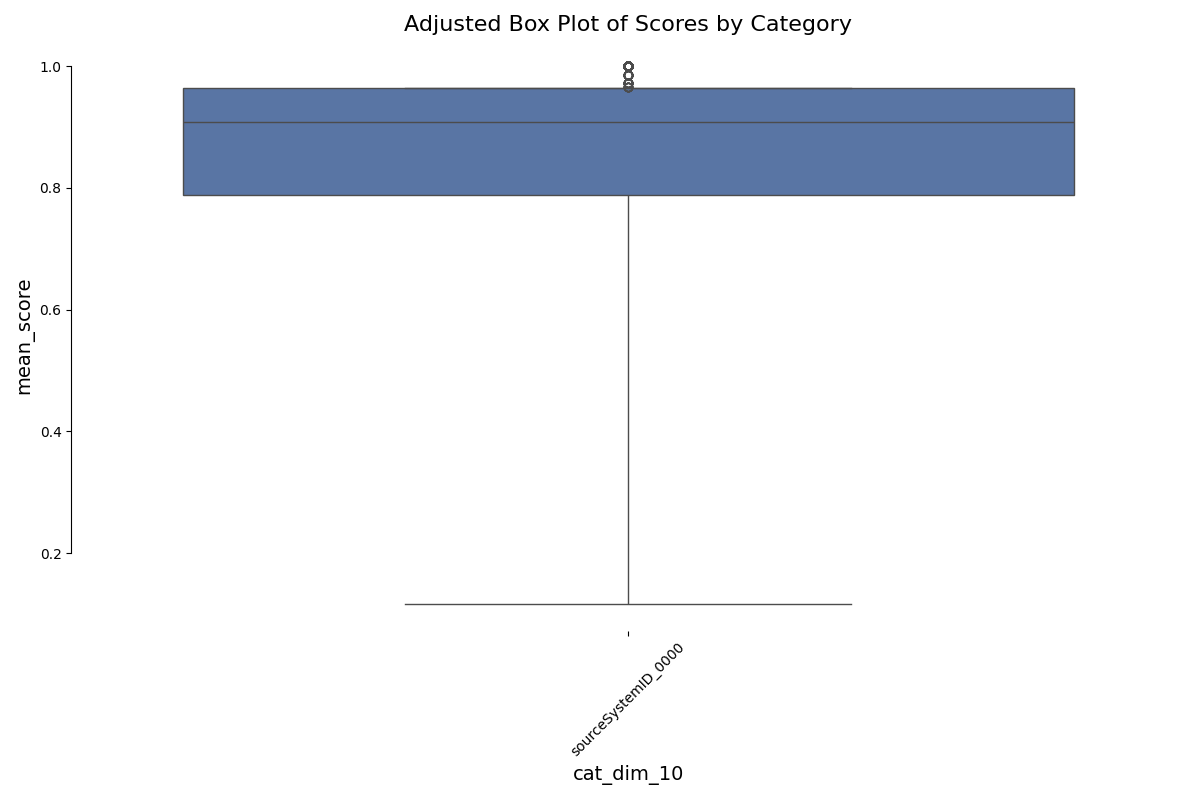 Adjusted Box Plot of Scores by Category
1.0
0.8
0.6
0.4
0.2
mean_score
sourceSystemID_0000
cat_dim_10